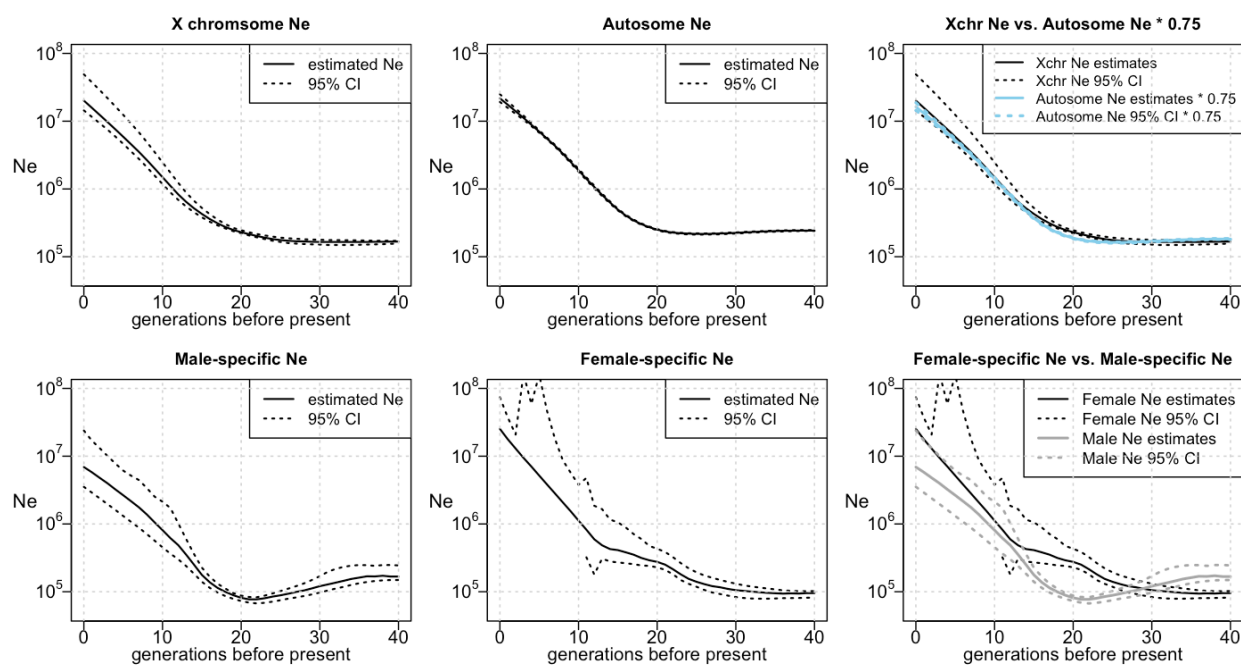 X chromsome Ne
10^8
10^7
10^6
10^5
Ne
estimated Ne
95% CI
0 10 20 30 40
generations before present
Autosome Ne
10^8
10^7
10^6
10^5
Ne
estimated Ne
95% CI
0 10 20 30 40
generations before present
Xchr Ne vs. Autosome Ne * 0.75
10^8
10^7
10^6
10^5
Ne
Xchr Ne estimates
Xchr Ne 95% CI
Autosome Ne estimates * 0.75
Autosome Ne 95% CI * 0.75
0 10 20 30 40
generations before present
Male-specific Ne
10^8
10^7
10^6
10^5
Ne
estimated Ne
95% CI
0 10 20 30 40
generations before present
Female-specific Ne
10^8
10^7
10^6
10^5
Ne
estimated Ne
95% CI
0 10 20 30 40
generations before present
Female-specific Ne vs. Male-specific Ne
10^8
10^7
10^6
10^5
Ne
Female Ne estimates
Female Ne 95% CI
Male Ne estimates
Male Ne 95% CI
0 10 20 30 40
generations before present